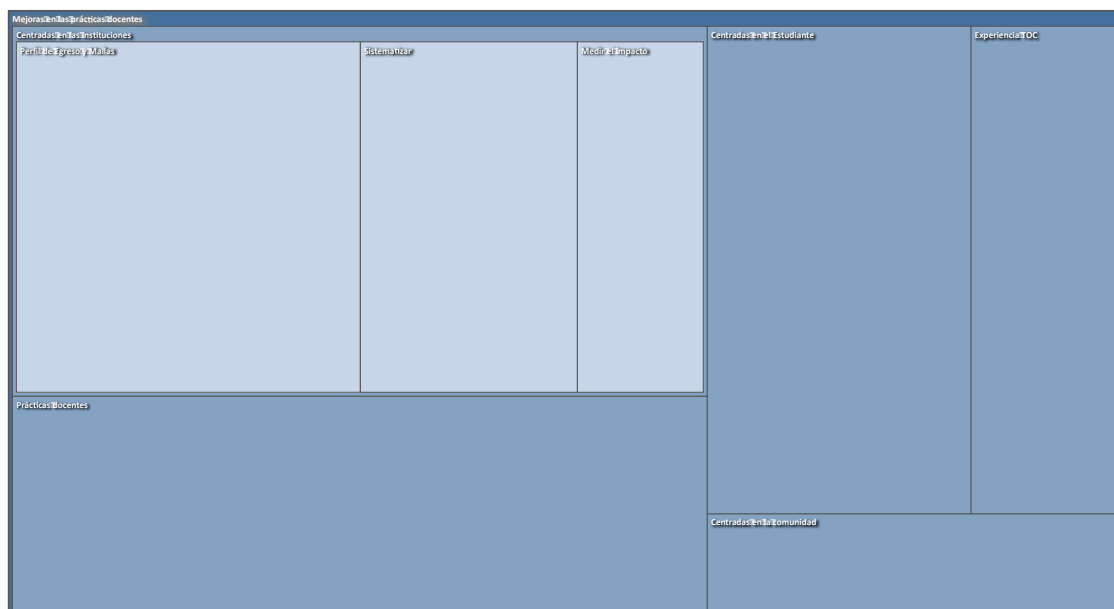 Mejoras en las prácticas docentes
Centradas en las Instituciones
Perfil de Egreso y Mallas
Sistematizar
Medir el Impacto
Centradas en el Estudiante
Experiencia TOC
Prácticas docentes
Centradas en la comunidad